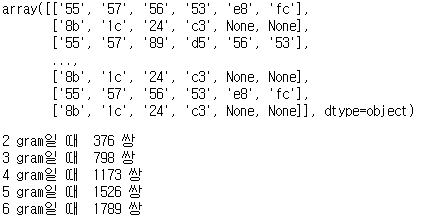 array([['55', '57', '56', '53', 'e8', 'fc'],
['8b', '1c', '24', 'c3', None, None],
['55', '57', '89', 'd5', '56', '53'],
...,
['8b', '1c', '24', 'c3', None, None],
['55', '57', '56', '53', 'e8', 'fc'],
['8b', '1c', '24', 'c3', None, None]], dtype=object)
2 gram일 때 376 쌍
3 gram일 때 798 쌍
4 gram일 때 1173 쌍
5 gram일 때 1526 쌍
6 gram일 때 1789 쌍